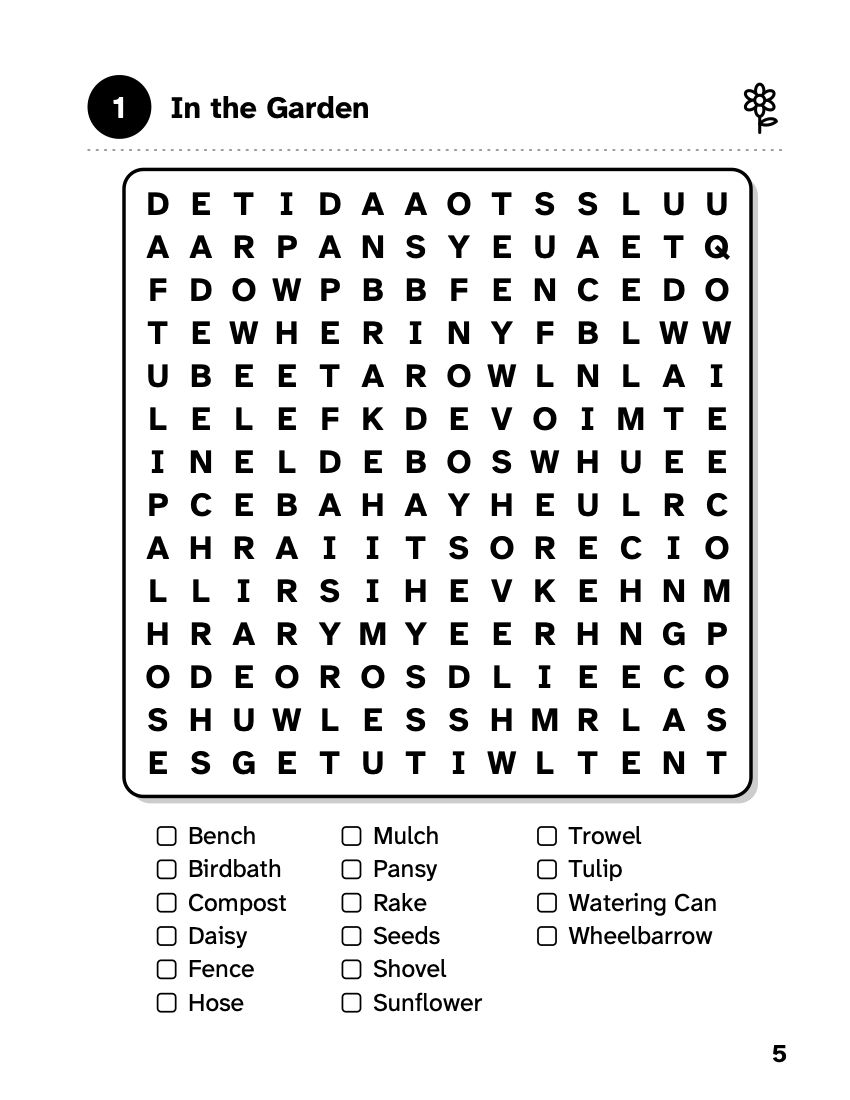 1 In the Garden
D E T I D A A O T S S L U U
A A R P A N S Y E U A E T Q
F D O W P B B F E N C E D O
T E W H E R I N Y F B L W W
U B E E T A R O W L N L A I
L E L E F K D E V O I M T E
I N E L D E B O S W H U E E
P C E B A H A Y H E U L R C
A H R A I I T S O R E C I O
L L I R S I H E V K E H N M
H R A R Y M Y E E R H N G P
O D E O R O S D L I E E C O
S H U W L E S S H M R L A S
E S G E T U T I W L T E N T
Bench
Birdbath
Compost
Daisy
Fence
Hose
Mulch
Pansy
Rake
Seeds
Shovel
Sunflower
Trowel
Tulip
Watering Can
Wheelbarrow
5